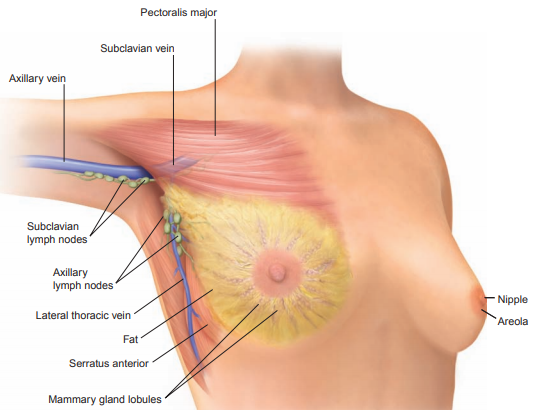 Pectoralis major
Subclavian vein
Axillary vein
Subclavian
lymph nodes
Axillary
lymph nodes
Lateral thoracic vein
Fat
Serratus anterior
Mammary gland lobules
Nipple
Areola